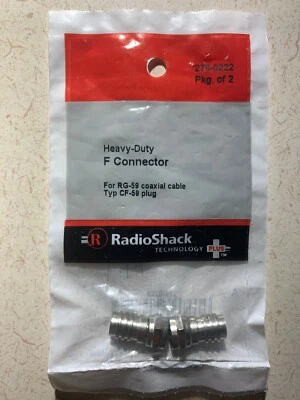 278-0222
Pkg. of 2
Heavy-Duty
F Connector
For RG-59 coaxial cable
Typ CF-59 plug
R RadioShack
TECHNOLOGY PLUS™